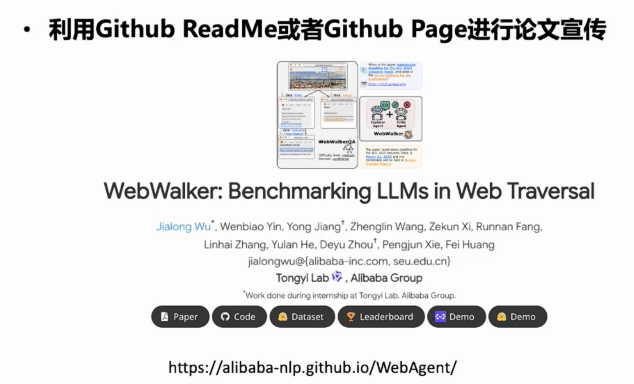 • 利用Github ReadMe或者Github Page进行论文宣传
WebWalkerQA
WebWalker
WebWalker: Benchmarking LLMs in Web Traversal
Jialong Wu*, Wenbiao Yin, Yong Jiang†, Zhenglin Wang, Zekun Xi, Runnan Fang,
Linhai Zhang, Yulan He, Deyu Zhou†, Pengjun Xie, Fei Huang
jialongwu@{alibaba-inc.com, seu.edu.cn}
Tongyi Lab , Alibaba Group
*Work done during internship at Tongyi Lab, Alibaba Group.
Paper Code Dataset Leaderboard Demo Demo
https://alibaba-nlp.github.io/WebAgent/